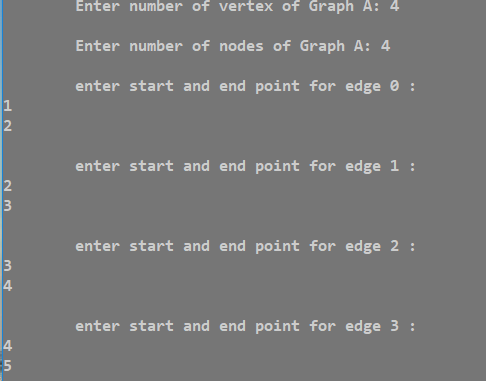 Enter number of vertex of Graph A: 4
Enter number of nodes of Graph A: 4
enter start and end point for edge 0 :
1
2
enter start and end point for edge 1 :
2
3
enter start and end point for edge 2 :
3
4
enter start and end point for edge 3 :
4
5